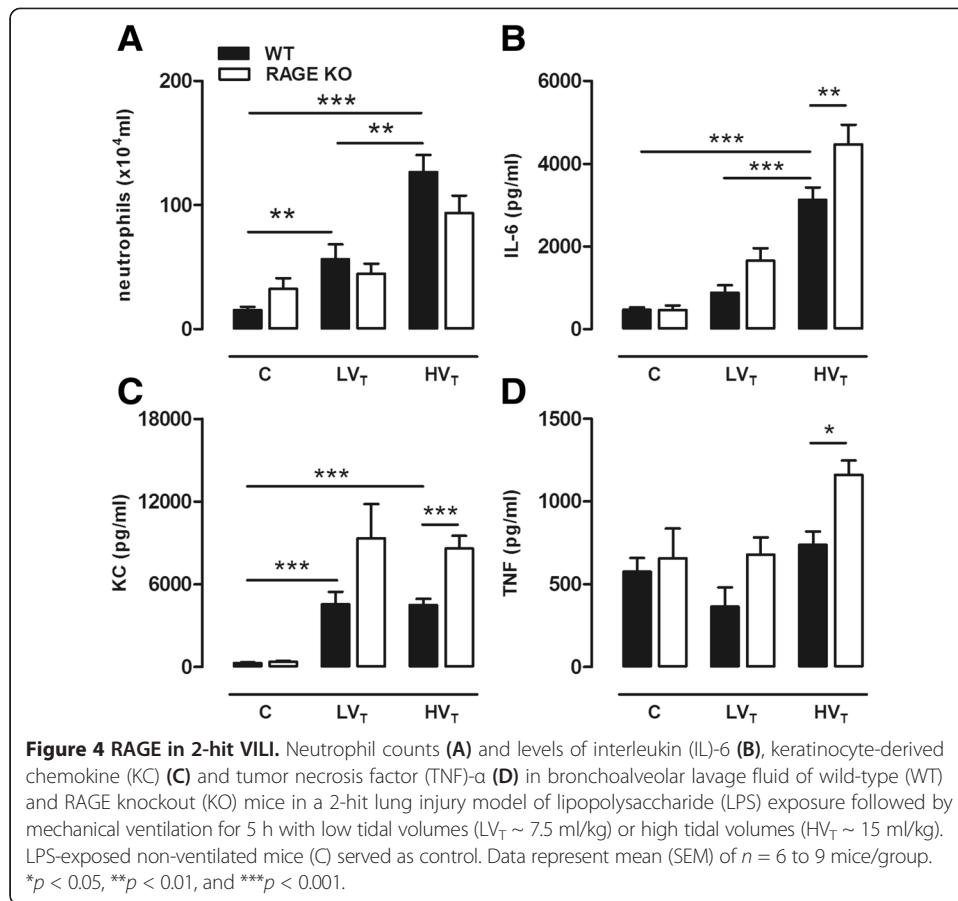 A
WT
RAGE KO
neutrophils (x10⁴ml)
200
100
0
**
***
**
C
LV_T
HV_T
B
IL-6 (pg/ml)
6000
4000
2000
0
***
***
**
C
LV_T
HV_T
C
KC (pg/ml)
18000
12000
6000
0
***
***
***
C
LV_T
HV_T
D
TNF (pg/ml)
1500
1000
500
0
*
C
LV_T
HV_T
Figure 4 RAGE in 2-hit VILI. Neutrophil counts (A) and levels of interleukin (IL)-6 (B), keratinocyte-derived
chemokine (KC) (C) and tumor necrosis factor (TNF)-α (D) in bronchoalveolar lavage fluid of wild-type (WT)
and RAGE knockout (KO) mice in a 2-hit lung injury model of lipopolysaccharide (LPS) exposure followed by
mechanical ventilation for 5 h with low tidal volumes (LV_T ~ 7.5 ml/kg) or high tidal volumes (HV_T ~ 15 ml/kg).
LPS-exposed non-ventilated mice (C) served as control. Data represent mean (SEM) of n = 6 to 9 mice/group.
*p < 0.05, **p < 0.01, and ***p < 0.001.